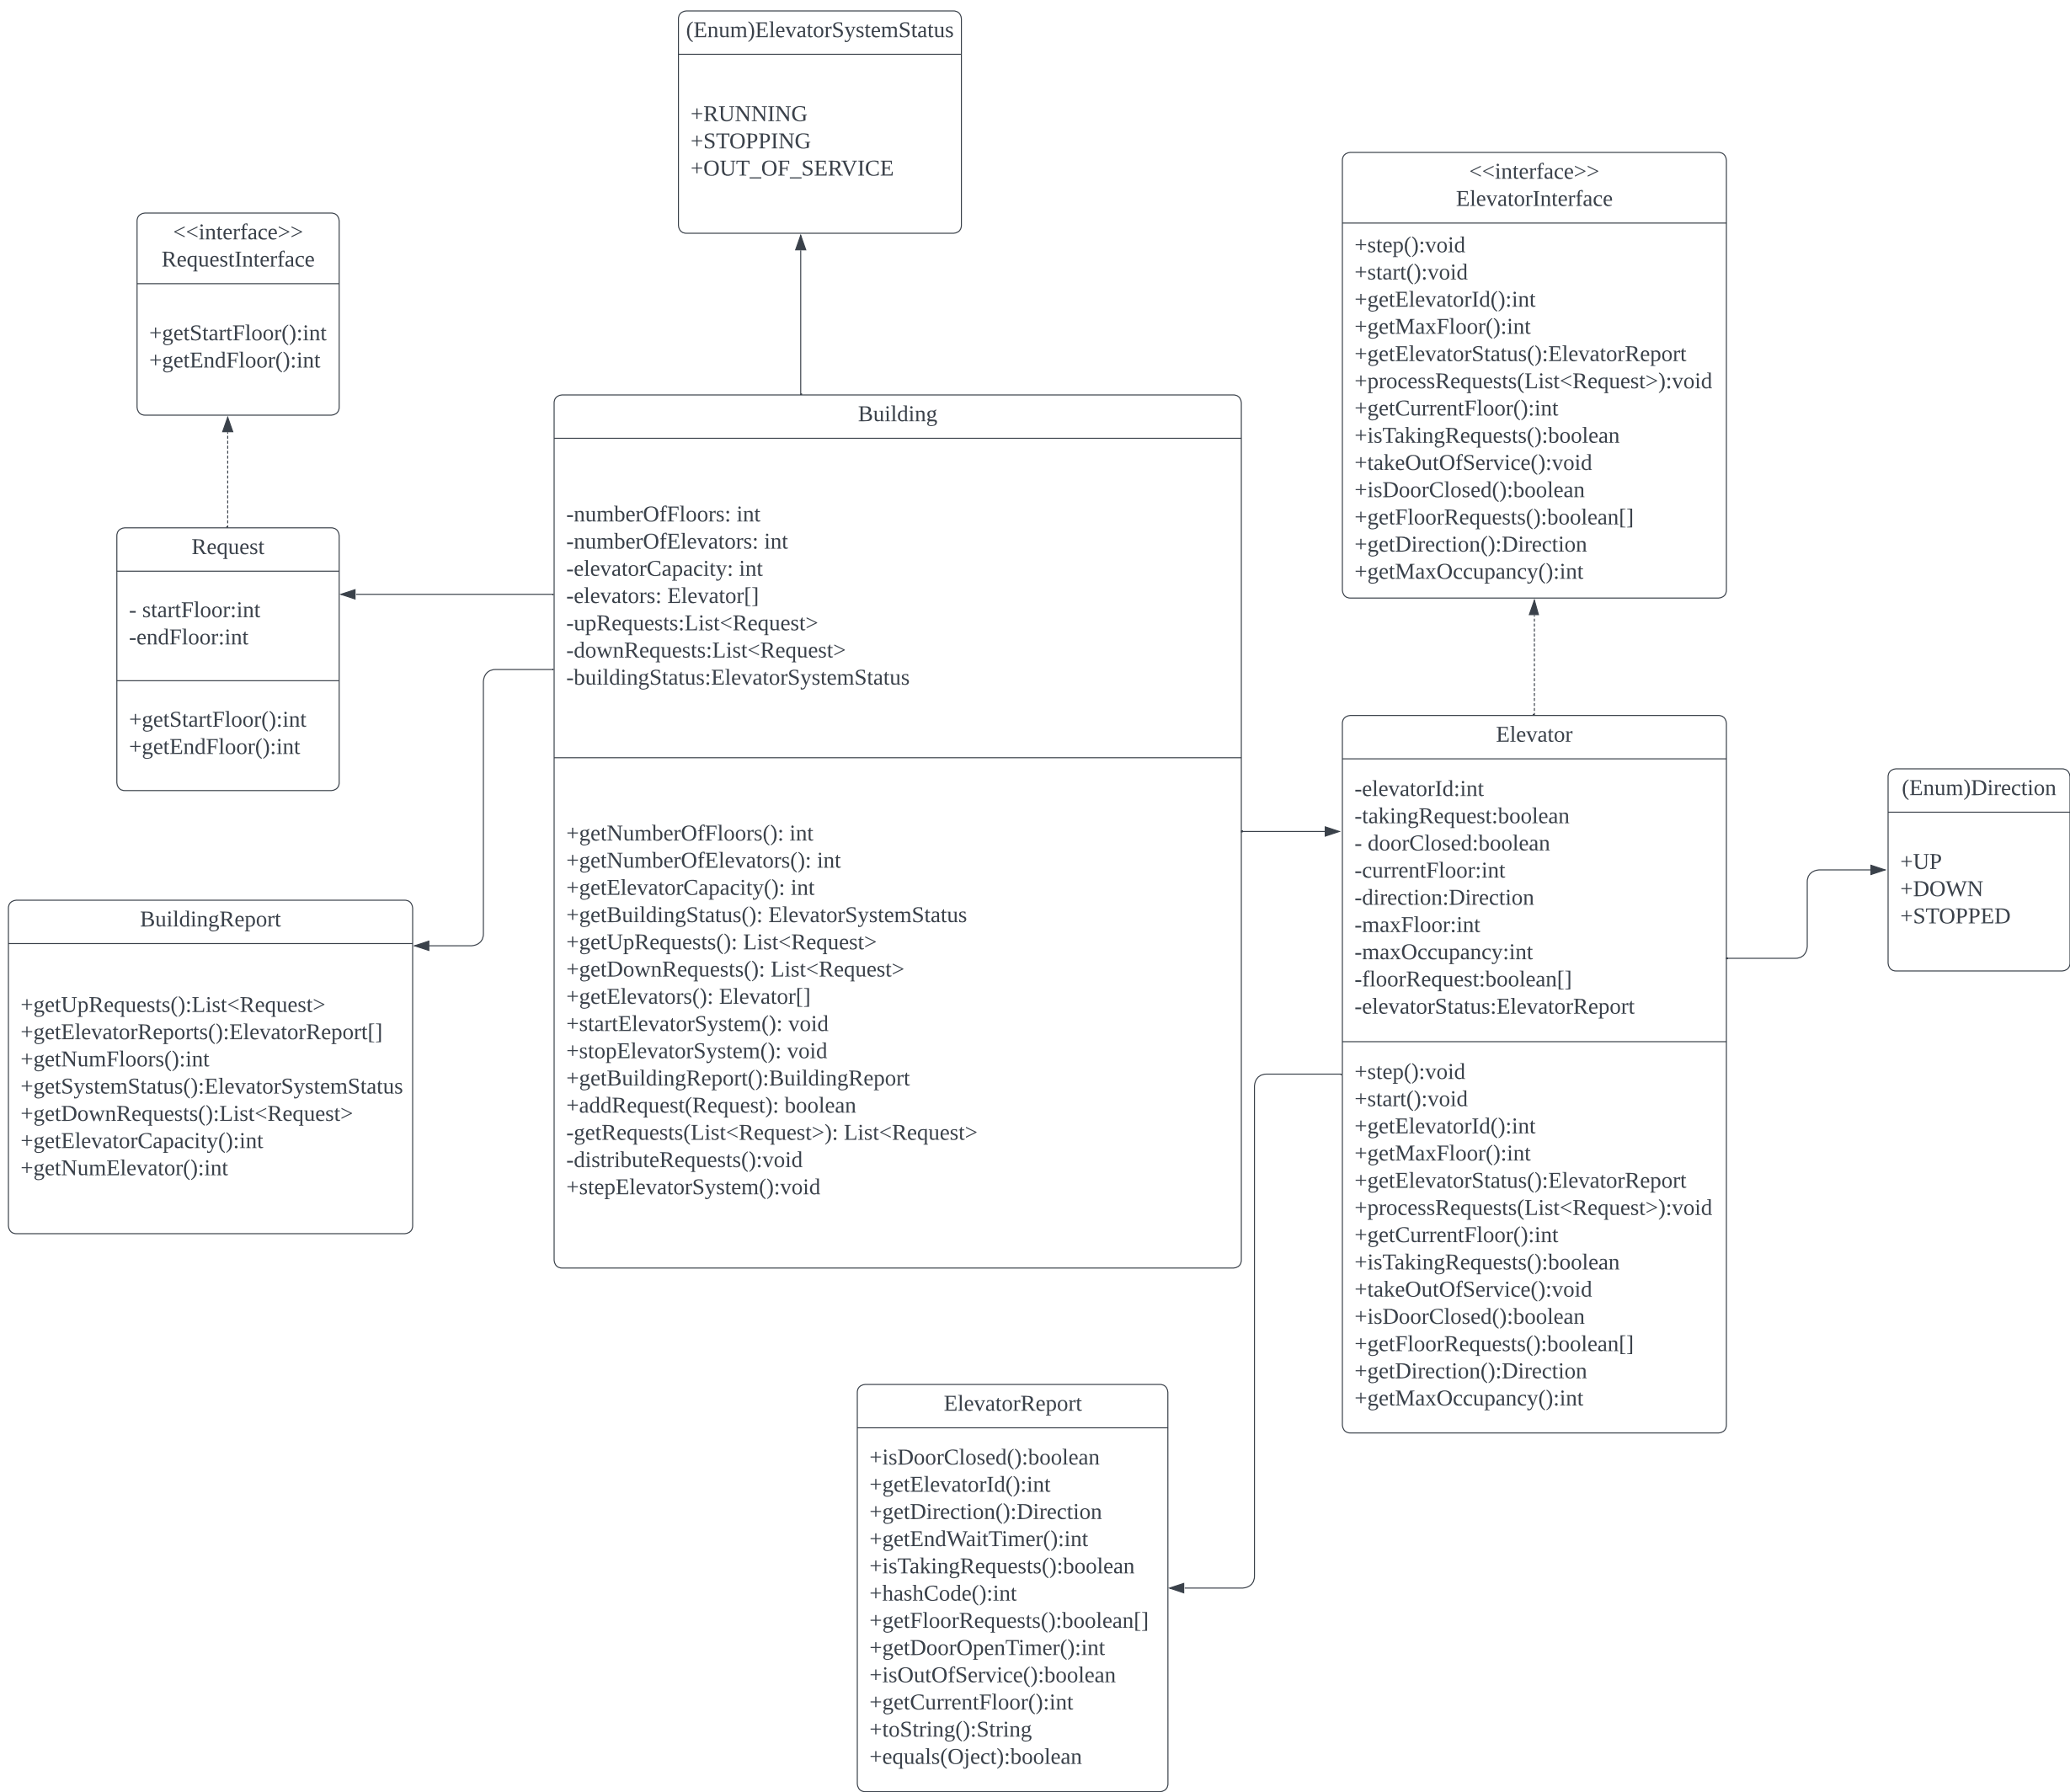 (Enum)ElevatorSystemStatus
+RUNNING
+STOPPING
+OUT_OF_SERVICE
<<interface>>
ElevatorInterface
+step():void
+start():void
+getElevatorId():int
+getMaxFloor():int
+getElevatorStatus():ElevatorReport
+processRequests(List<Request>):void
+getCurrentFloor():int
+isTakingRequests():boolean
+takeOutOfService():void
+isDoorClosed():boolean
+getFloorRequests():boolean[]
+getDirection():Direction
+getMaxOccupancy():int
<<interface>>
RequestInterface
+getStartFloor():int
+getEndFloor():int
Building
-numberOfFloors: int
-numberOfElevators: int
-elevatorCapacity: int
-elevators: Elevator[]
-upRequests:List<Request>
-downRequests:List<Request>
-buildingStatus:ElevatorSystemStatus
+getNumberOfFloors(): int
+getNumberOfElevators(): int
+getElevatorCapacity(): int
+getBuildingStatus(): ElevatorSystemStatus
+getUpRequests(): List<Request>
+getDownRequests(): List<Request>
+getElevators(): Elevator[]
+startElevatorSystem(): void
+stopElevatorSystem(): void
+getBuildingReport():BuildingReport
+addRequest(Request): boolean
-getRequests(List<Request>): List<Request>
-distributeRequests():void
+stepElevatorSystem():void
Request
- startFloor:int
-endFloor:int
+getStartFloor():int
+getEndFloor():int
Elevator
-elevatorId:int
-takingRequest:boolean
- doorClosed:boolean
-currentFloor:int
-direction:Direction
-maxFloor:int
-maxOccupancy:int
-floorRequest:boolean[]
-elevatorStatus:ElevatorReport
+step():void
+start():void
+getElevatorId():int
+getMaxFloor():int
+getElevatorStatus():ElevatorReport
+processRequests(List<Request>):void
+getCurrentFloor():int
+isTakingRequests():boolean
+takeOutOfService():void
+isDoorClosed():boolean
+getFloorRequests():boolean[]
+getDirection():Direction
+getMaxOccupancy():int
(Enum)Direction
+UP
+DOWN
+STOPPED
BuildingReport
+getUpRequests():List<Request>
+getElevatorReports():ElevatorReport[]
+getNumFloors():int
+getSystemStatus():ElevatorSystemStatus
+getDownRequests():List<Request>
+getElevatorCapacity():int
+getNumElevator():int
ElevatorReport
+isDoorClosed():boolean
+getElevatorId():int
+getDirection():Direction
+getEndWaitTimer():int
+isTakingRequests():boolean
+hashCode():int
+getFloorRequests():boolean[]
+getDoorOpenTimer():int
+isOutOfService():boolean
+getCurrentFloor():int
+toString():String
+equals(Oject):boolean